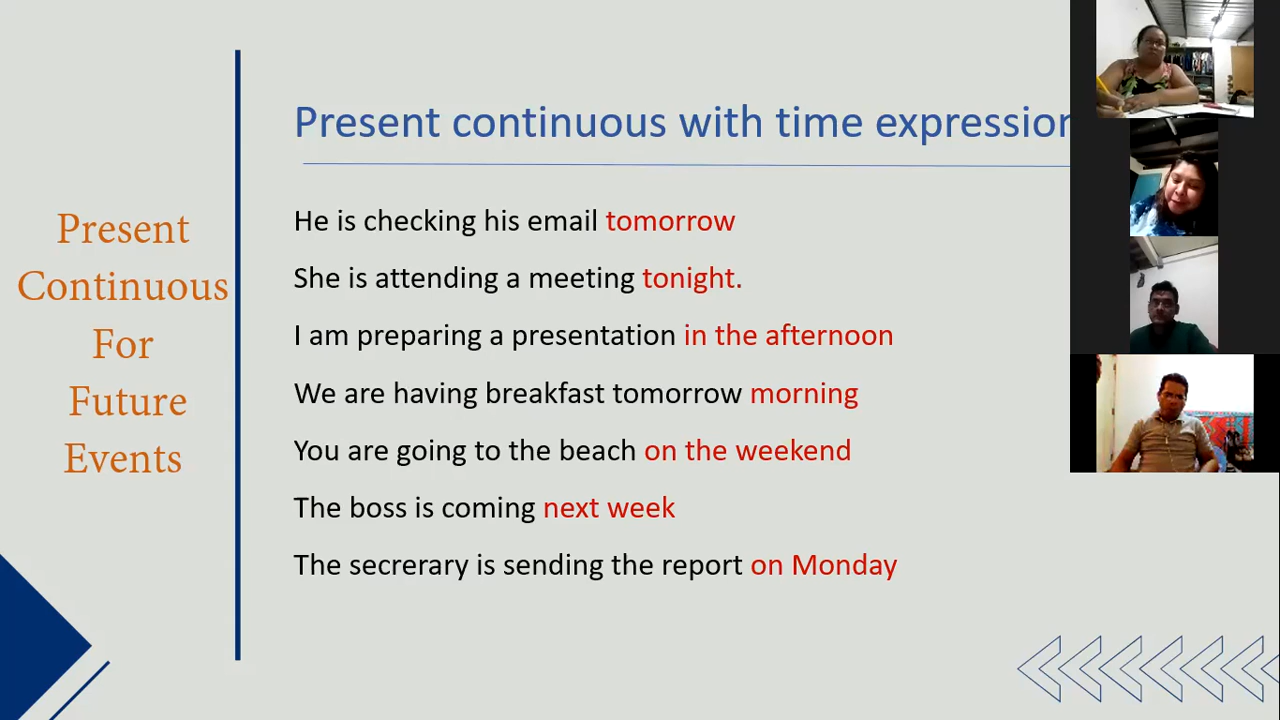 Present
Continuous
For
Future
Events
Present continuous with time expression
He is checking his email tomorrow
She is attending a meeting tonight.
I am preparing a presentation in the afternoon
We are having breakfast tomorrow morning
You are going to the beach on the weekend
The boss is coming next week
The secrerary is sending the report on Monday